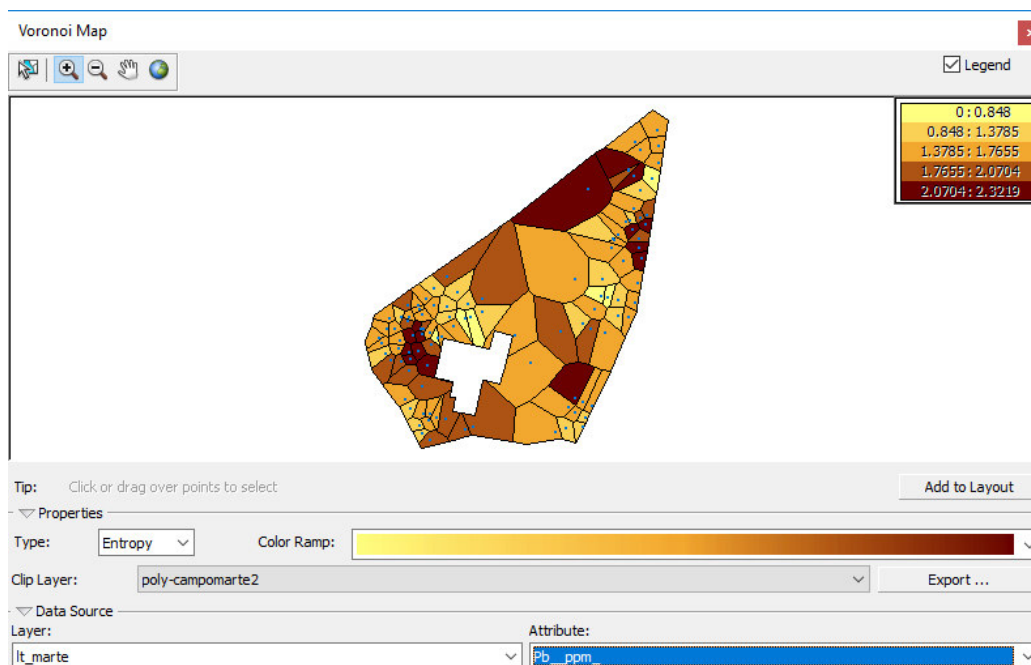 Voronoi Map
Legend
0 : 0.848
0.848 : 1.3785
1.3785 : 1.7655
1.7655 : 2.0704
2.0704 : 2.3219
Tip: Click or drag over points to select Add to Layout
Properties
Type: Entropy Color Ramp:
Clip Layer: poly-campomarte2 Export ...
Data Source
Layer: Attribute:
lt_marte Pb__ppm_